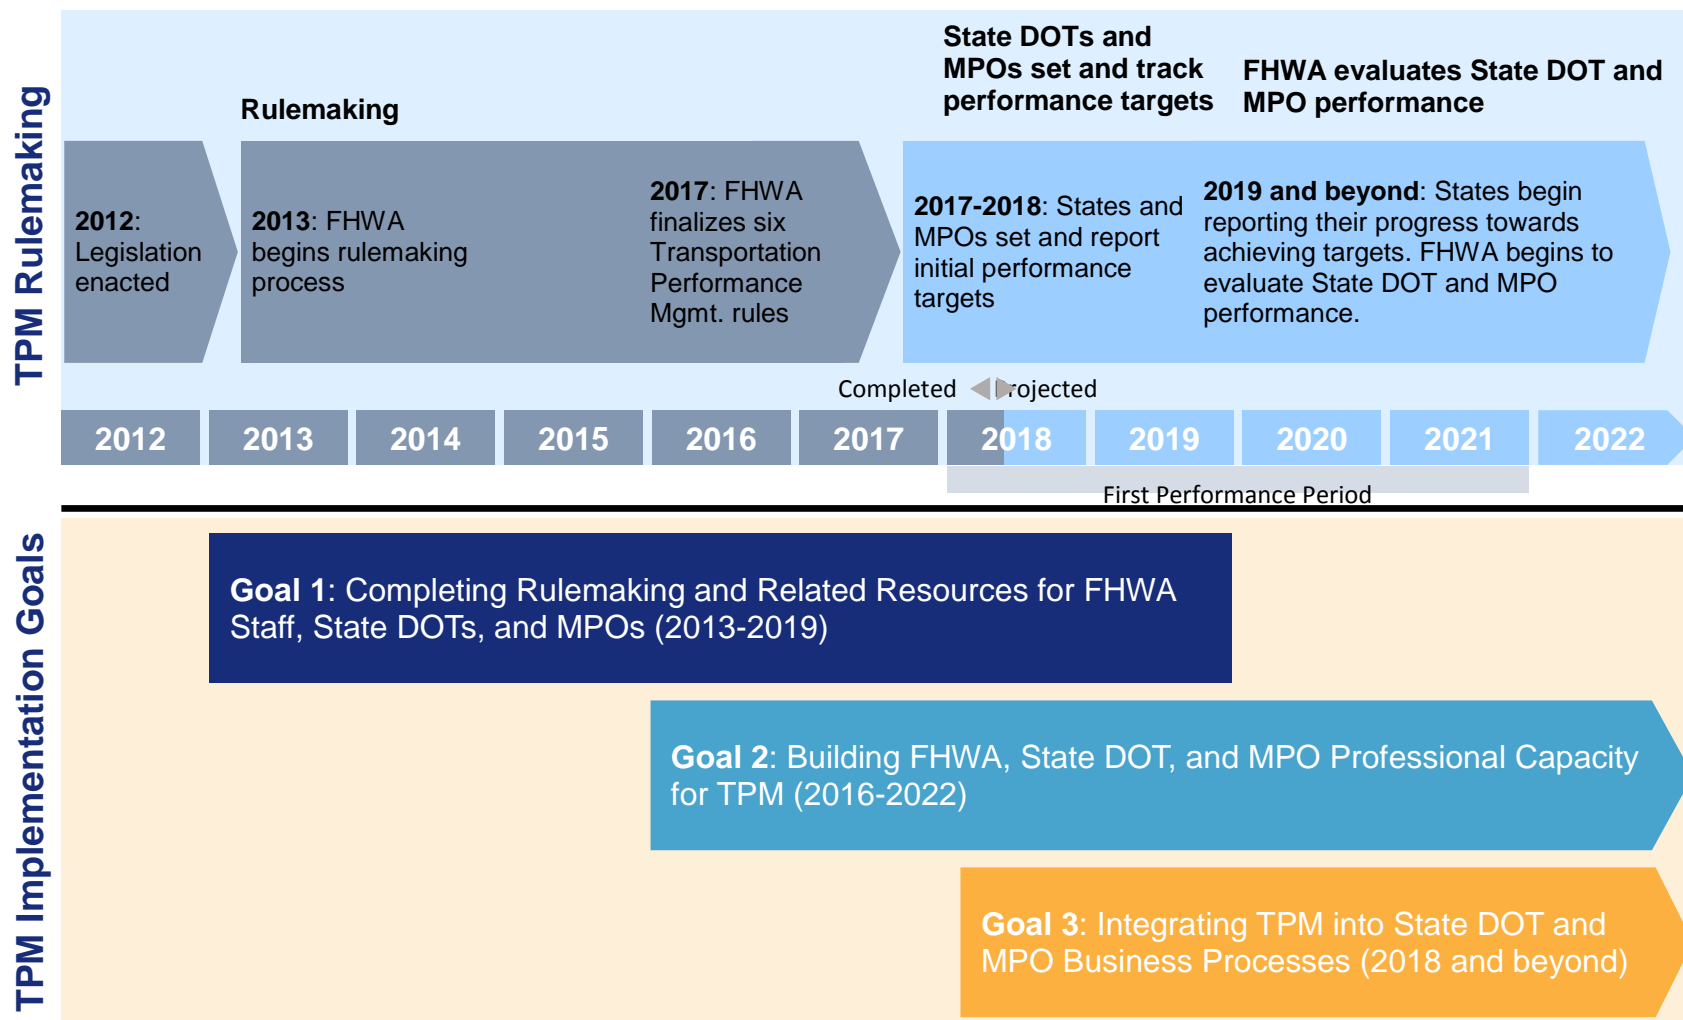 TPM Rulemaking
Rulemaking
State DOTs and
MPOs set and track
performance targets
FHWA evaluates State DOT and
MPO performance
2012:
Legislation
enacted
2013: FHWA
begins rulemaking
process
2017: FHWA
finalizes six
Transportation
Performance
Mgmt. rules
2017-2018: States and
MPOs set and report
initial performance
targets
2019 and beyond: States begin
reporting their progress towards
achieving targets. FHWA begins to
evaluate State DOT and MPO
performance.
Completed Projected
2012 2013 2014 2015 2016 2017 2018 2019 2020 2021 2022
First Performance Period
TPM Implementation Goals
Goal 1: Completing Rulemaking and Related Resources for FHWA
Staff, State DOTs, and MPOs (2013-2019)
Goal 2: Building FHWA, State DOT, and MPO Professional Capacity
for TPM (2016-2022)
Goal 3: Integrating TPM into State DOT and
MPO Business Processes (2018 and beyond)